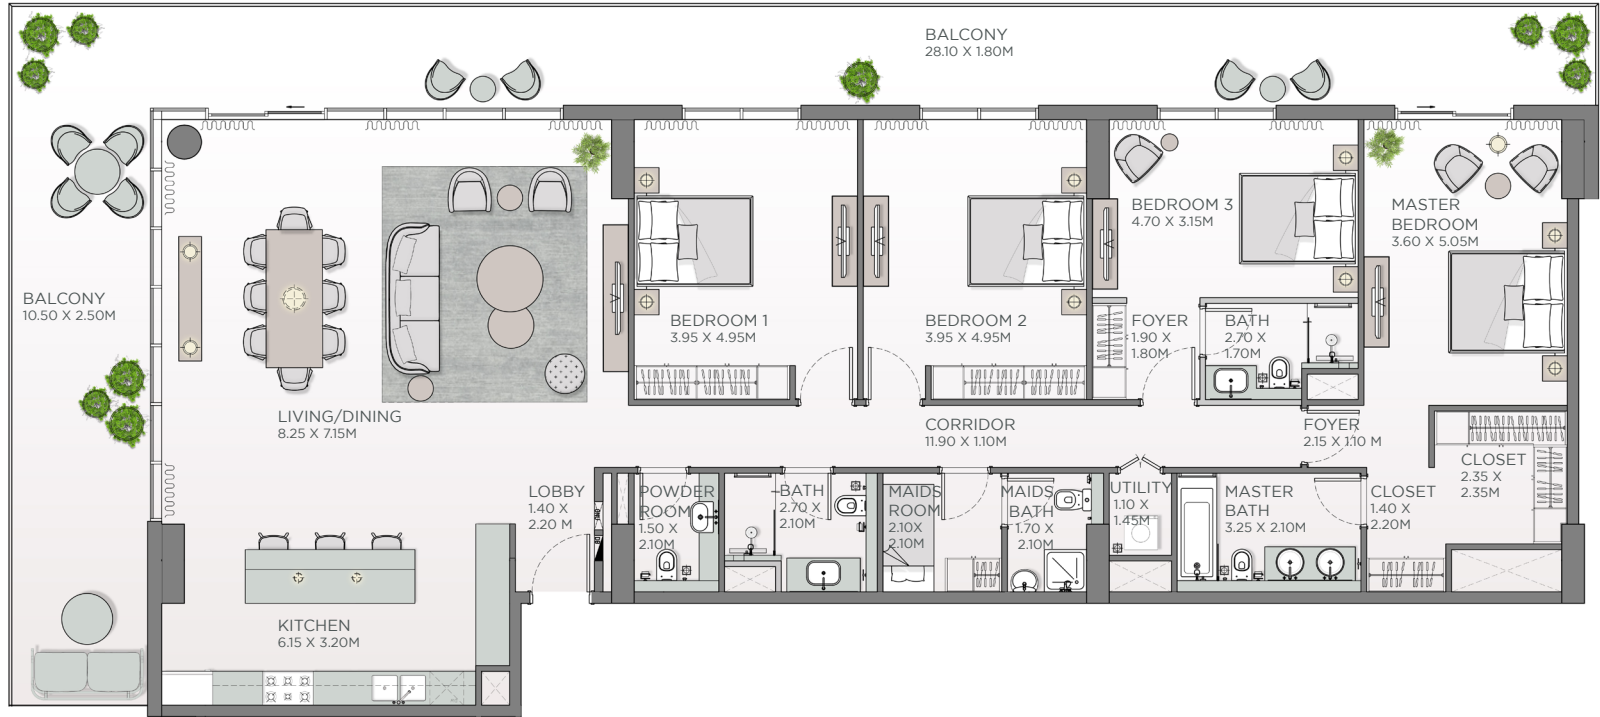 BALCONY
28.10 X 1.80M
BALCONY
10.50 X 2.50M
LIVING/DINING
8.25 X 7.15M
BEDROOM 1
3.95 X 4.95M
BEDROOM 2
3.95 X 4.95M
BEDROOM 3
4.70 X 3.15M
MASTER
BEDROOM
3.60 X 5.05M
FOYER
1.90 X
1.80M
BATH
2.70 X
1.70M
CORRIDOR
11.90 X 1.10M
FOYER
2.15 X 1.10 M
CLOSET
2.35 X
2.35M
LOBBY
1.40 X
2.20 M
POWDER
ROOM
1.50 X
2.10M
BATH
2.70 X
2.10M
MAIDS
ROOM
2.10X
2.10M
MAIDS
BATH
1.70 X
2.10M
UTILITY
1.10 X
1.45M
MASTER
BATH
3.25 X 2.10M
CLOSET
1.40 X
2.20M
KITCHEN
6.15 X 3.20M